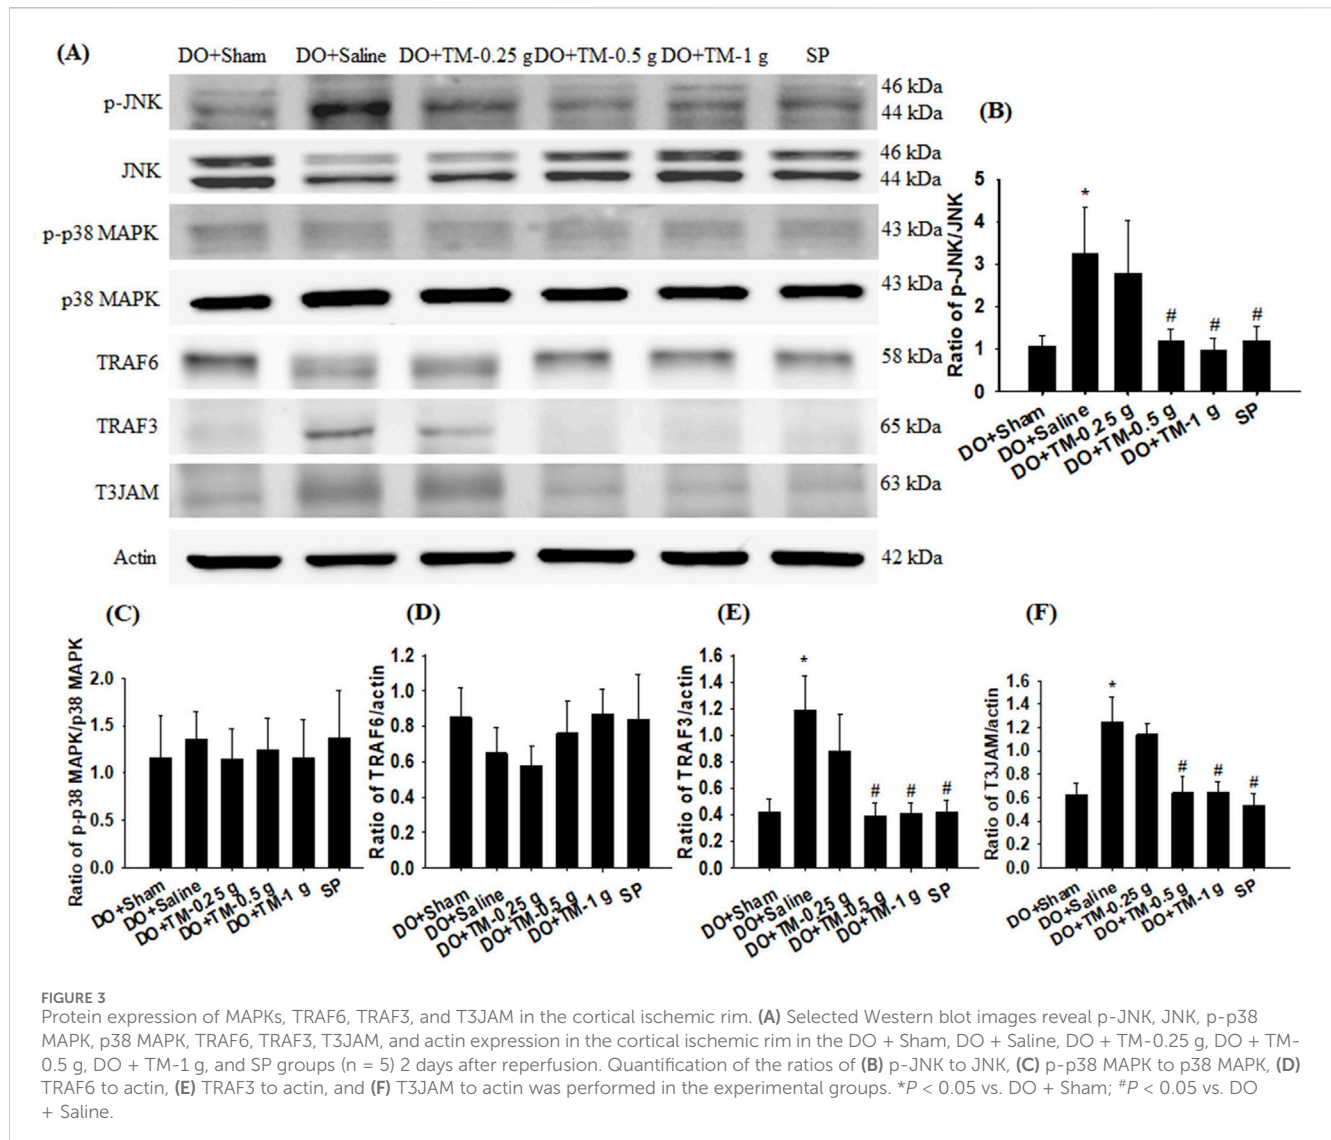 (A)
DO+Sham DO+Saline DO+TM-0.25 g DO+TM-0.5 g DO+TM-1 g SP
p-JNK 46 kDa
44 kDa
JNK 46 kDa
44 kDa
p-p38 MAPK 43 kDa
p38 MAPK 43 kDa
TRAF6 58 kDa
TRAF3 65 kDa
T3JAM 63 kDa
Actin 42 kDa
(B)
Ratio of p-JNK/JNK
5
4
3
2
1
0
*
#
#
#
DO+Sham
DO+Saline
DO+TM-0.25 g
DO+TM-0.5 g
DO+TM-1 g
SP
(C)
Ratio of p-p38 MAPK/p38 MAPK
2.0
1.5
1.0
0.5
0.0
DO+Sham
DO+Saline
DO+TM-0.25 g
DO+TM-0.5 g
DO+TM-1 g
SP
(D)
Ratio of TRAF6/actin
1.2
1.0
0.8
0.6
0.4
0.2
0.0
DO+Sham
DO+Saline
DO+TM-0.25 g
DO+TM-0.5 g
DO+TM-1 g
SP
(E)
Ratio of TRAF3/actin
1.6
1.4
1.2
1.0
0.8
0.6
0.4
0.2
0.0
*
#
#
#
DO+Sham
DO+Saline
DO+TM-0.25 g
DO+TM-0.5 g
DO+TM-1 g
SP
(F)
Ratio of T3JAM/actin
1.6
1.4
1.2
1.0
0.8
0.6
0.4
0.2
0.0
*
#
#
#
DO+Sham
DO+Saline
DO+TM-0.25 g
DO+TM-0.5 g
DO+TM-1 g
SP
FIGURE 3
Protein expression of MAPKs, TRAF6, TRAF3, and T3JAM in the cortical ischemic rim. (A) Selected Western blot images reveal p-JNK, JNK, p-p38
MAPK, p38 MAPK, TRAF6, TRAF3, T3JAM, and actin expression in the cortical ischemic rim in the DO + Sham, DO + Saline, DO + TM-0.25 g, DO + TM-
0.5 g, DO + TM-1 g, and SP groups (n = 5) 2 days after reperfusion. Quantification of the ratios of (B) p-JNK to JNK, (C) p-p38 MAPK to p38 MAPK, (D)
TRAF6 to actin, (E) TRAF3 to actin, and (F) T3JAM to actin was performed in the experimental groups. *P < 0.05 vs. DO + Sham; #P < 0.05 vs. DO
+ Saline.